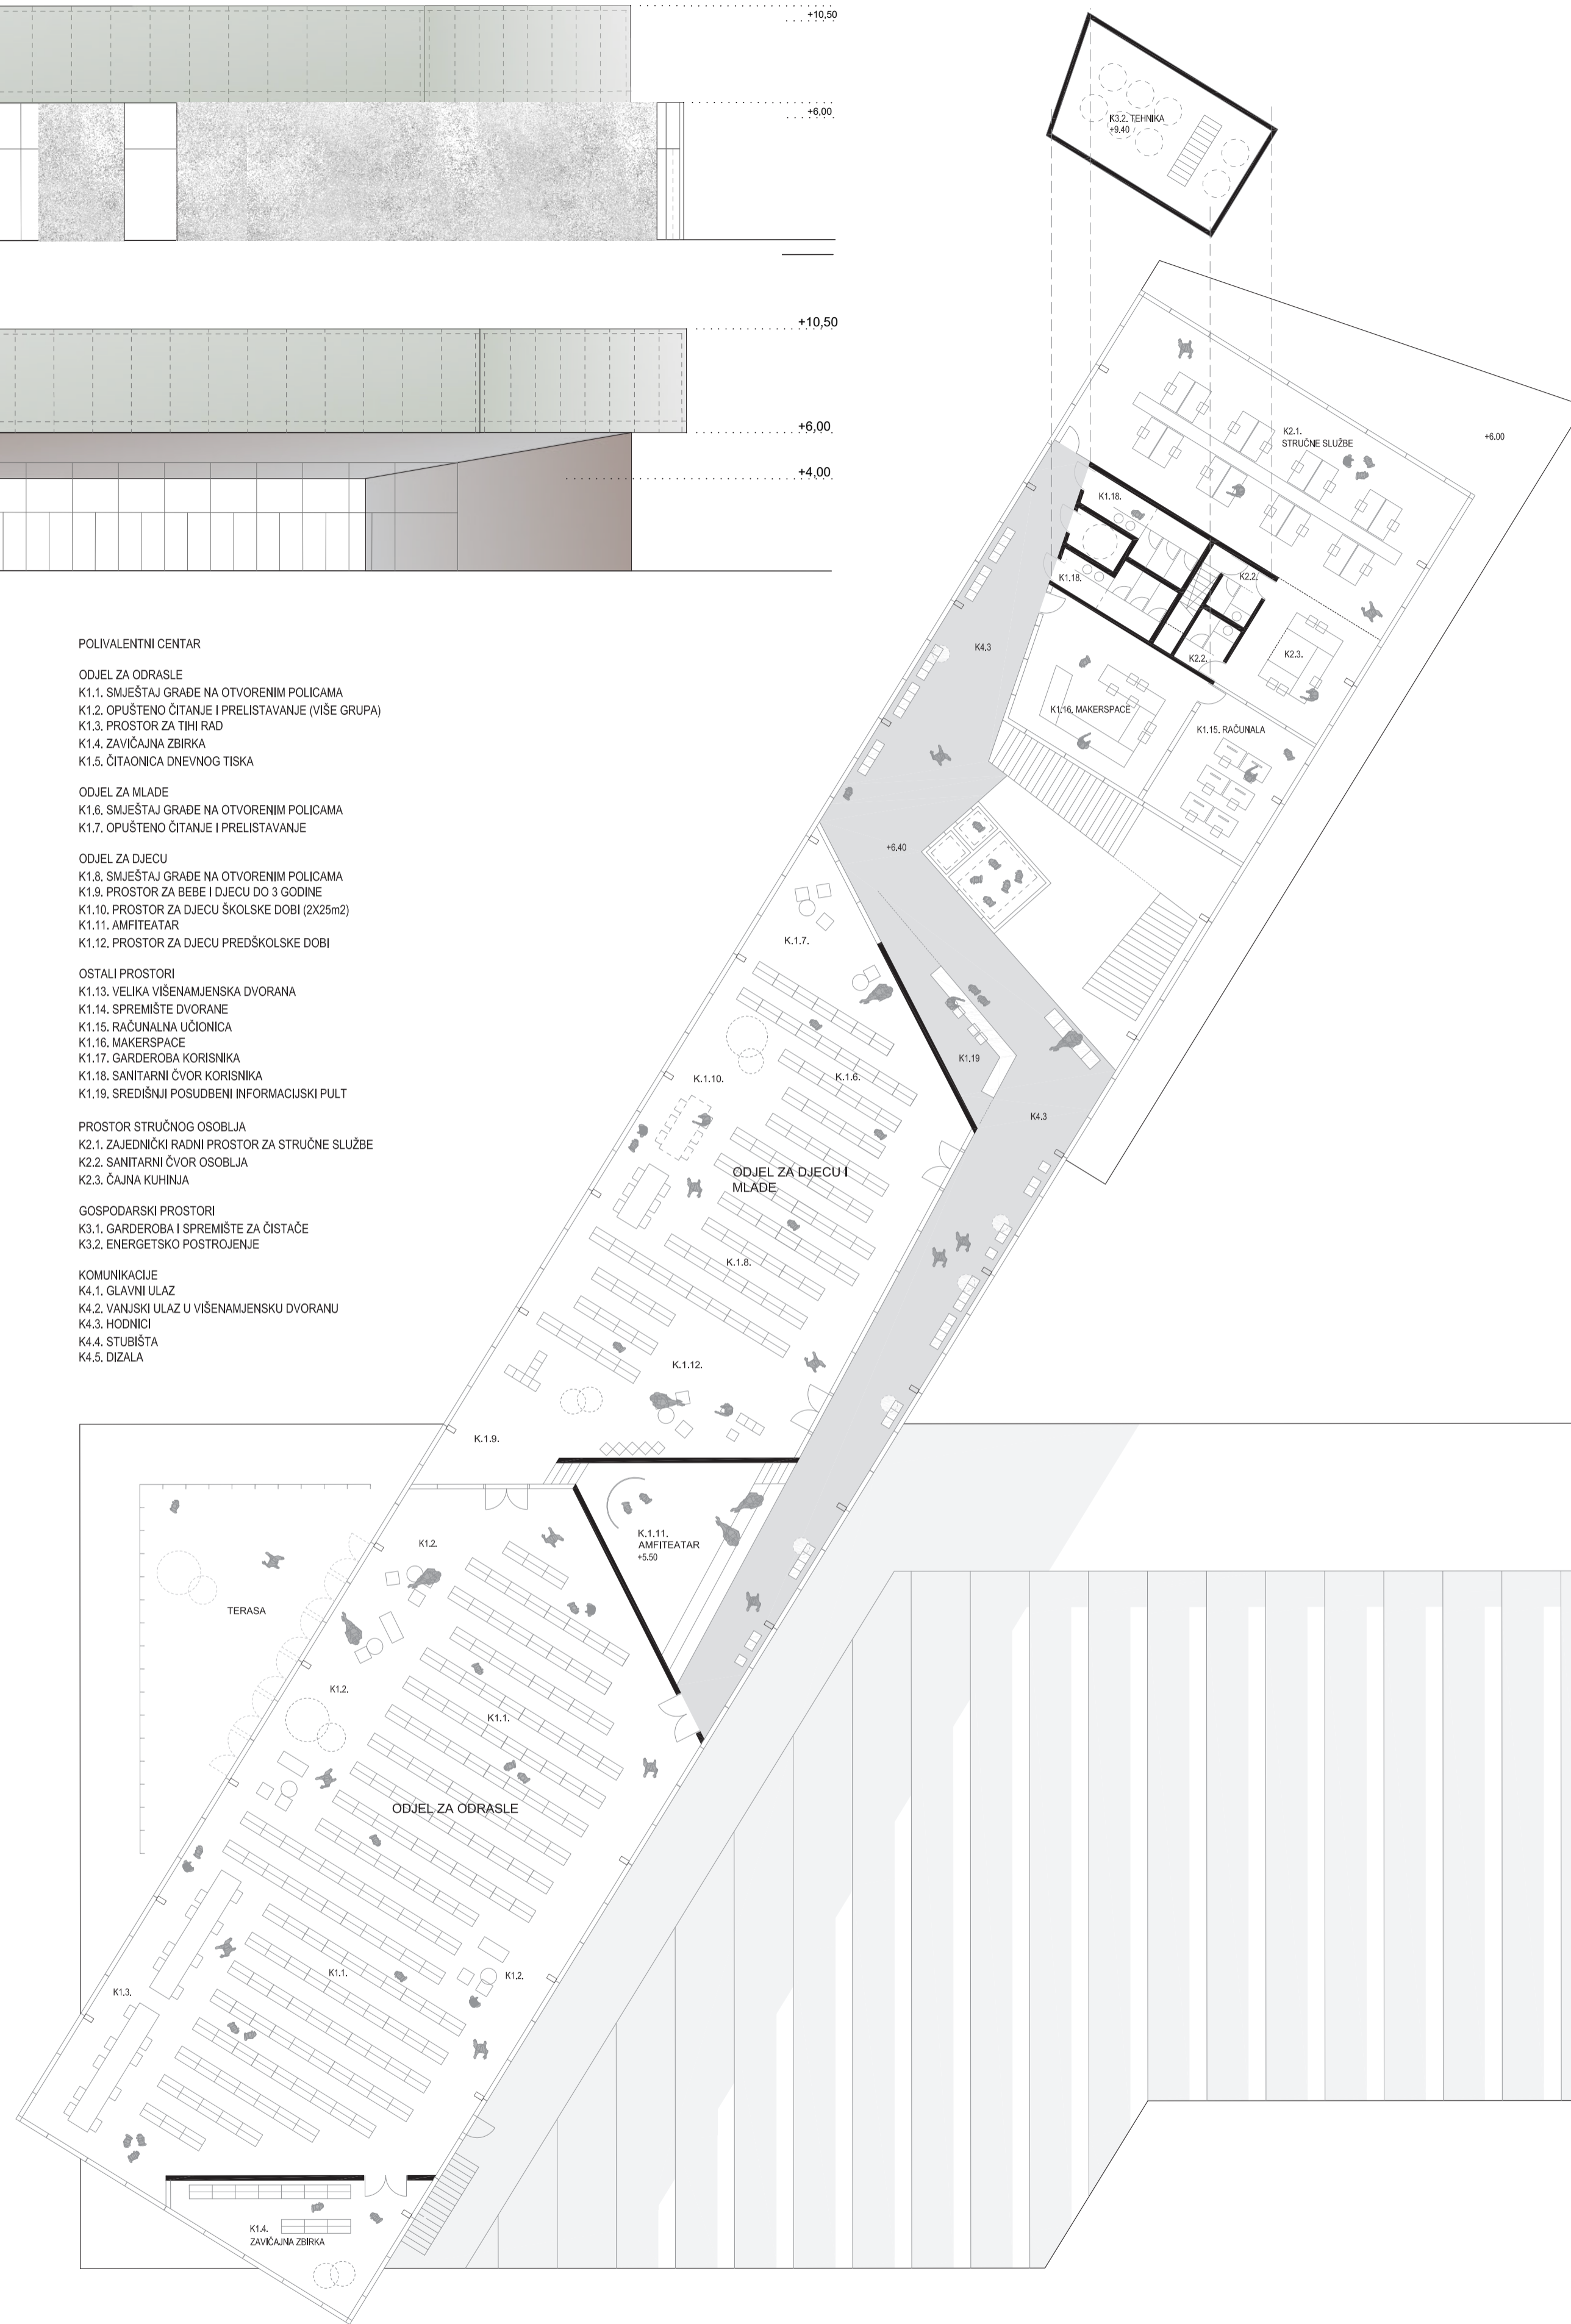 +10,50
+6,00
+10,50
+6,00
+4,00
K3.2. TEHNIKA
+9.40
POLIVALENTNI CENTAR
ODJEL ZA ODRASLE
K1.1. SMJEŠTAJ GRAĐE NA OTVORENIM POLICAMA
K1.2. OPUŠTENO ČITANJE I PRELISTAVANJE (VIŠE GRUPA)
K1.3. PROSTOR ZA TIHI RAD
K1.4. ZAVIČAJNA ZBIRKA
K1.5. ČITAONICA DNEVNOG TISKA
ODJEL ZA MLADE
K1.6. SMJEŠTAJ GRAĐE NA OTVORENIM POLICAMA
K1.7. OPUŠTENO ČITANJE I PRELISTAVANJE
ODJEL ZA DJECU
K1.8. SMJEŠTAJ GRAĐE NA OTVORENIM POLICAMA
K1.9. PROSTOR ZA BEBE I DJECU DO 3 GODINE
K1.10. PROSTOR ZA DJECU ŠKOLSKE DOBI (2X25m2)
K1.11. AMFITEATAR
K1.12. PROSTOR ZA DJECU PREDŠKOLSKE DOBI
OSTALI PROSTORI
K1.13. VELIKA VIŠENAMJENSKA DVORANA
K1.14. SPREMIŠTE DVORANE
K1.15. RAČUNALNA UČIONICA
K1.16. MAKERSPACE
K1.17. GARDEROBA KORISNIKA
K1.18. SANITARNI ČVOR KORISNIKA
K1.19. SREDIŠNJI POSUDBENI INFORMACIJSKI PULT
PROSTOR STRUČNOG OSOBLJA
K2.1. ZAJEDNIČKI RADNI PROSTOR ZA STRUČNE SLUŽBE
K2.2. SANITARNI ČVOR OSOBLJA
K2.3. ČAJNA KUHINJA
GOSPODARSKI PROSTORI
K3.1. GARDEROBA I SPREMIŠTE ZA ČISTAČE
K3.2. ENERGETSKO POSTROJENJE
KOMUNIKACIJE
K4.1. GLAVNI ULAZ
K4.2. VANJSKI ULAZ U VIŠENAMJENSKU DVORANU
K4.3. HODNICI
K4.4. STUBIŠTA
K4.5. DIZALA
K2.1.
STRUČNE SLUŽBE
+6.00
K1.18.
K1.18.
K2.2.
K2.2.
K2.3.
K4.3
K1.16. MAKERSPACE
K1.15. RAČUNALA
+6.40
K.1.7.
K1.19
K.1.10.
K.1.6.
K4.3
ODJEL ZA DJECU I
MLADE
K.1.8.
K.1.12.
K.1.9.
K.1.11.
AMFITEATAR
+5.50
K1.2.
TERASA
K1.2.
K1.1.
ODJEL ZA ODRASLE
K1.1.
K1.2.
K1.3.
K1.4.
ZAVIČAJNA ZBIRKA